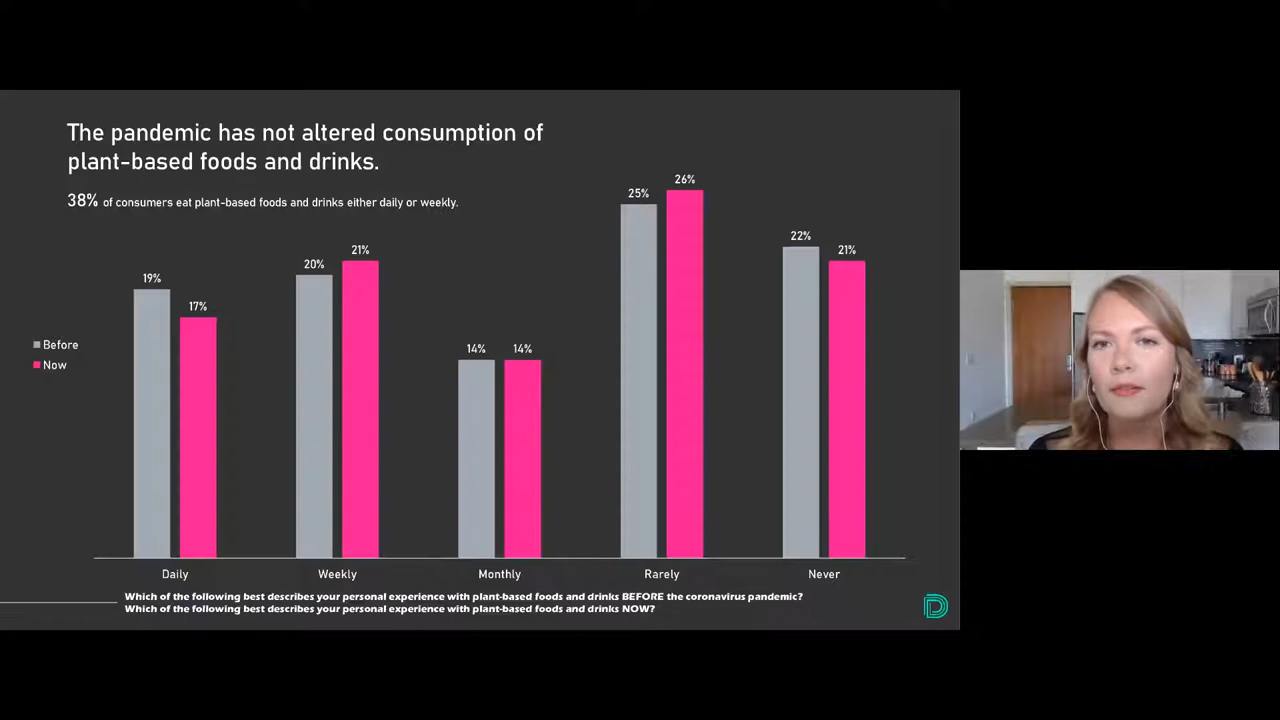 The pandemic has not altered consumption of
plant-based foods and drinks.
38% of consumers eat plant-based foods and drinks either daily or weekly.
25%
26%
22%
21%
20%
21%
19%
17%
14%
14%
Before
Now
Daily
Weekly
Monthly
Rarely
Never
Which of the following best describes your personal experience with plant-based foods and drinks BEFORE the coronavirus pandemic?
Which of the following best describes your personal experience with plant-based foods and drinks NOW?